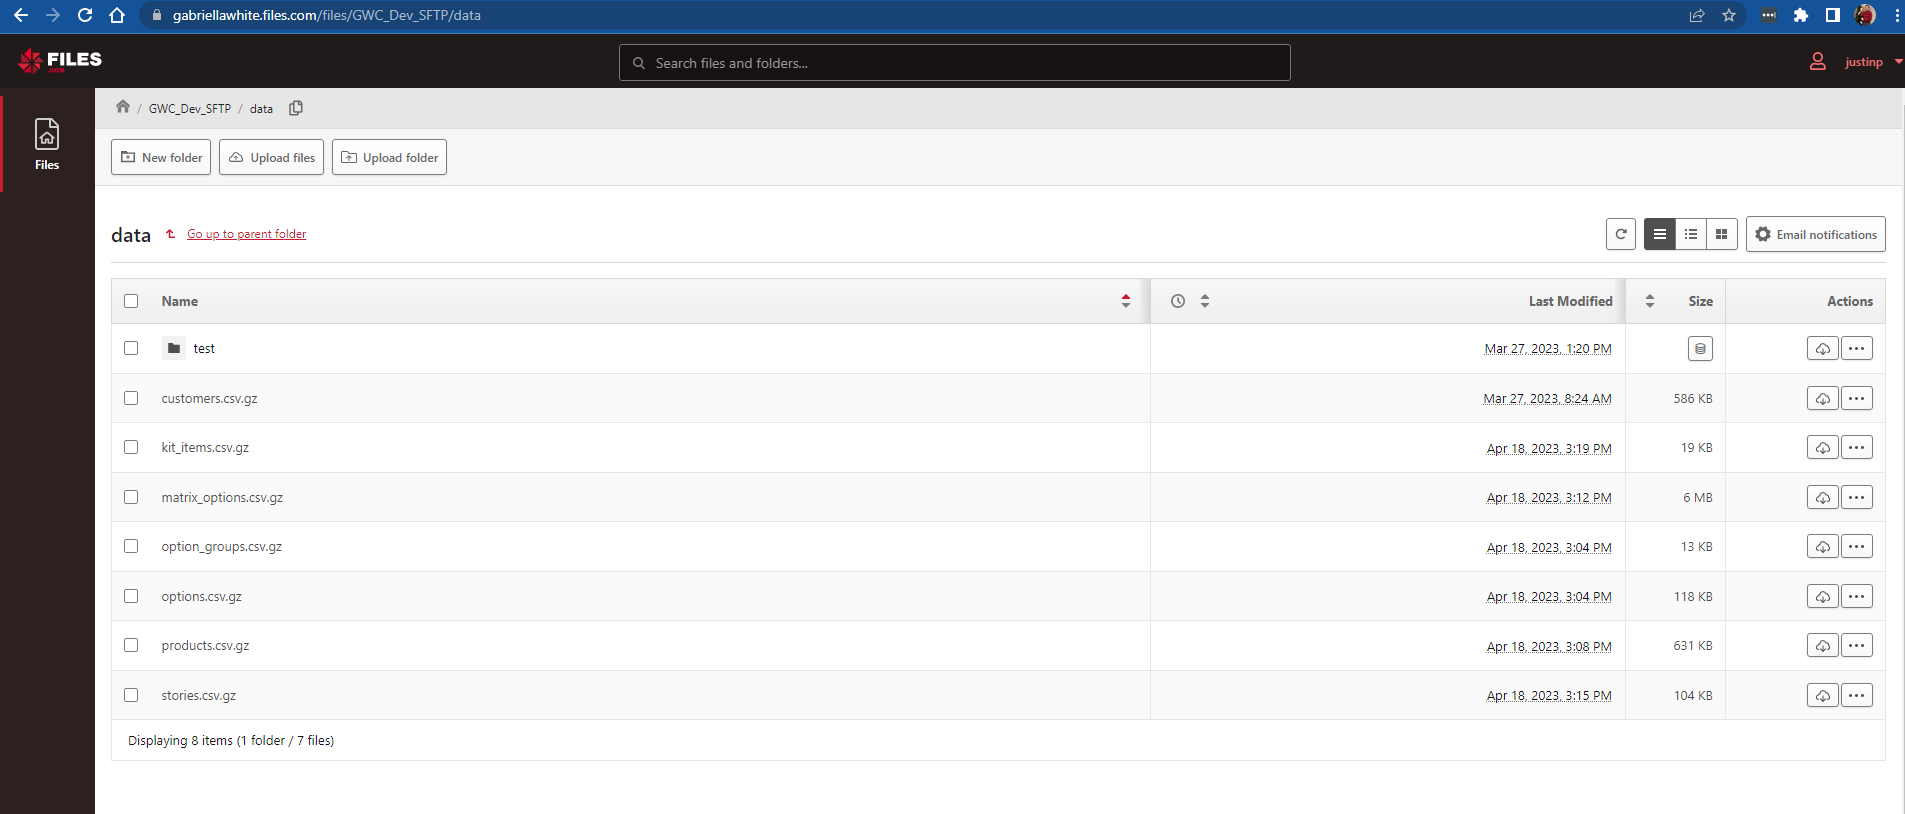 gabriellawhite.files.com/files/GWC_Dev_SFTP/data
FILES
.COM
Search files and folders...
justinp
/ GWC_Dev_SFTP / data
Files
New folder
Upload files
Upload folder
data
Go up to parent folder
Email notifications
Name Last Modified Size Actions
test Mar 27, 2023, 1:20 PM
customers.csv.gz Mar 27, 2023, 8:24 AM 586 KB
kit_items.csv.gz Apr 18, 2023, 3:19 PM 19 KB
matrix_options.csv.gz Apr 18, 2023, 3:12 PM 6 MB
option_groups.csv.gz Apr 18, 2023, 3:04 PM 13 KB
options.csv.gz Apr 18, 2023, 3:04 PM 118 KB
products.csv.gz Apr 18, 2023, 3:08 PM 631 KB
stories.csv.gz Apr 18, 2023, 3:15 PM 104 KB
Displaying 8 items (1 folder / 7 files)